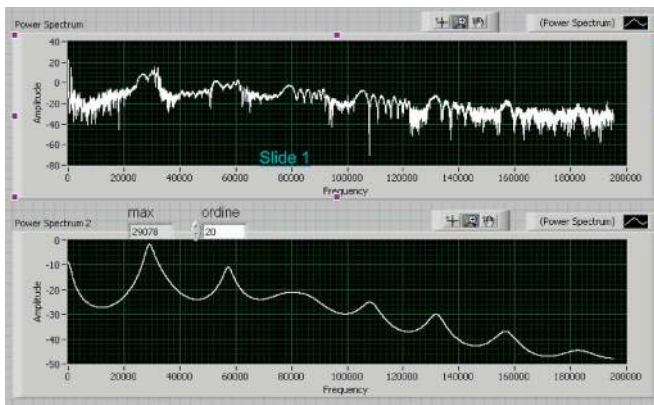 Power Spectrum
(Power Spectrum)
Amplitude
40
20
0
-20
-40
-60
-80
Slide 1
0 20000 40000 60000 80000 100000 120000 140000 160000 180000 200000
Frequency
Power Spectrum 2
max
29078
ordine
20
(Power Spectrum)
Amplitude
0
-10
-20
-30
-40
-50
0 20000 40000 60000 80000 100000 120000 140000 160000 180000 200000
Frequency